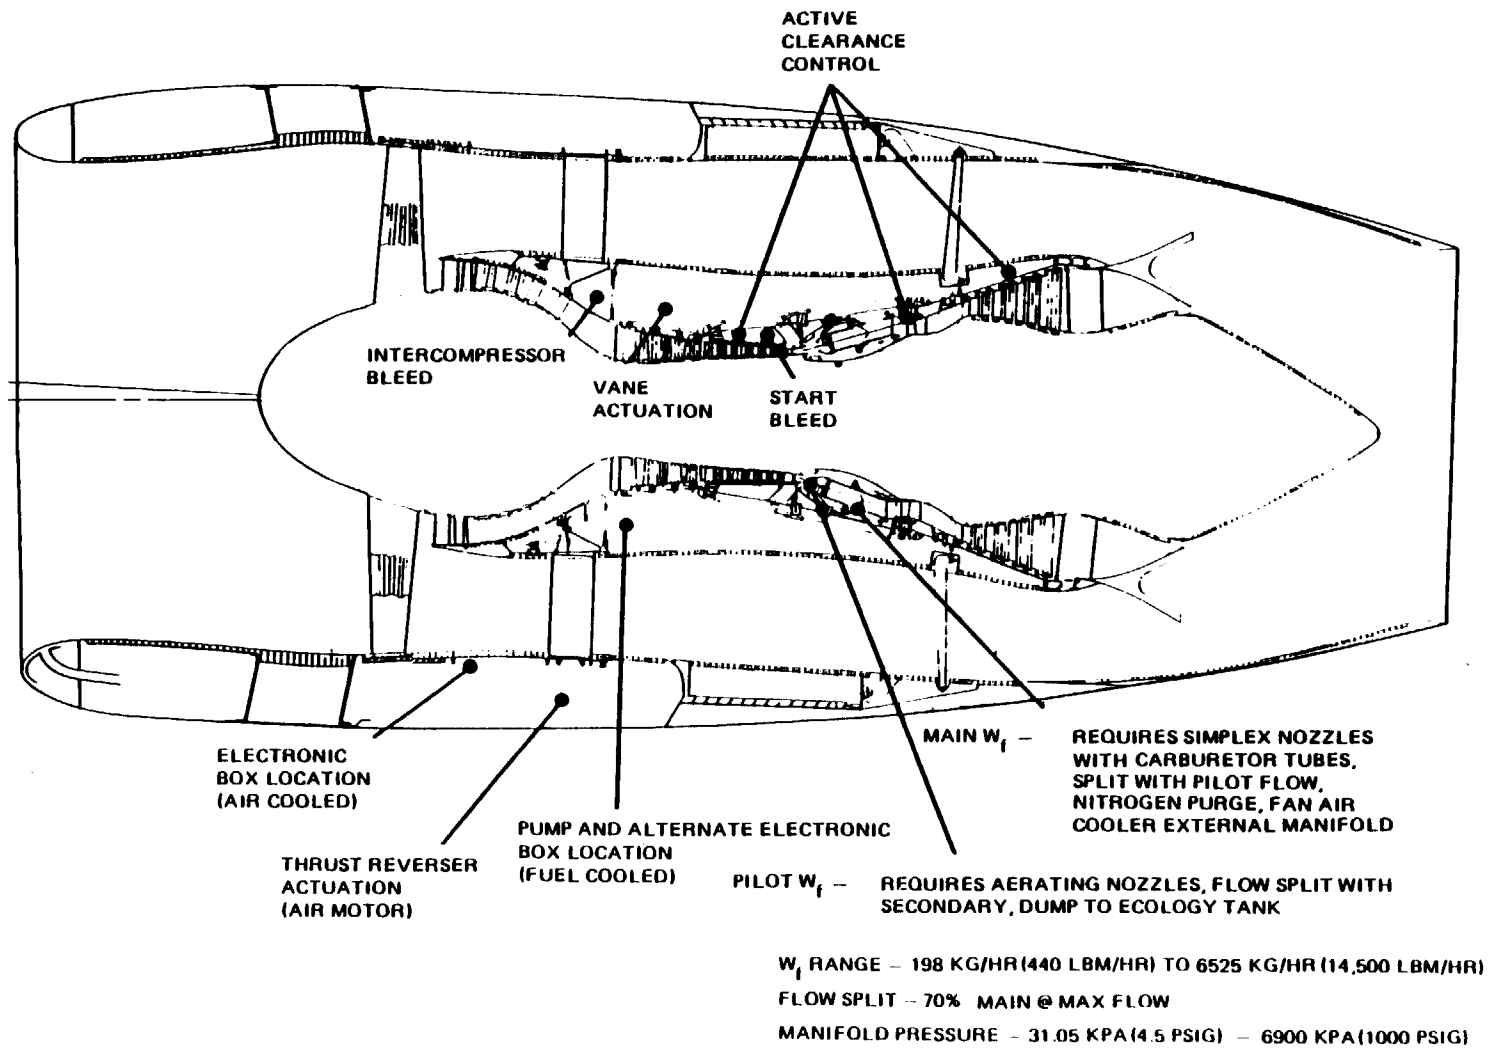 ACTIVE
CLEARANCE
CONTROL
INTERCOMPRESSOR
BLEED
VANE
ACTUATION
START
BLEED
ELECTRONIC
BOX LOCATION
(AIR COOLED)
THRUST REVERSER
ACTUATION
(AIR MOTOR)
PUMP AND ALTERNATE ELECTRONIC
BOX LOCATION
(FUEL COOLED)
MAIN Wf – REQUIRES SIMPLEX NOZZLES
WITH CARBURETOR TUBES,
SPLIT WITH PILOT FLOW,
NITROGEN PURGE, FAN AIR
COOLER EXTERNAL MANIFOLD
PILOT Wf – REQUIRES AERATING NOZZLES, FLOW SPLIT WITH
SECONDARY, DUMP TO ECOLOGY TANK
Wf RANGE – 198 KG/HR (440 LBM/HR) TO 6525 KG/HR (14,500 LBM/HR)
FLOW SPLIT – 70% MAIN @ MAX FLOW
MANIFOLD PRESSURE – 31.05 KPA (4.5 PSIG) – 6900 KPA (1000 PSIG)